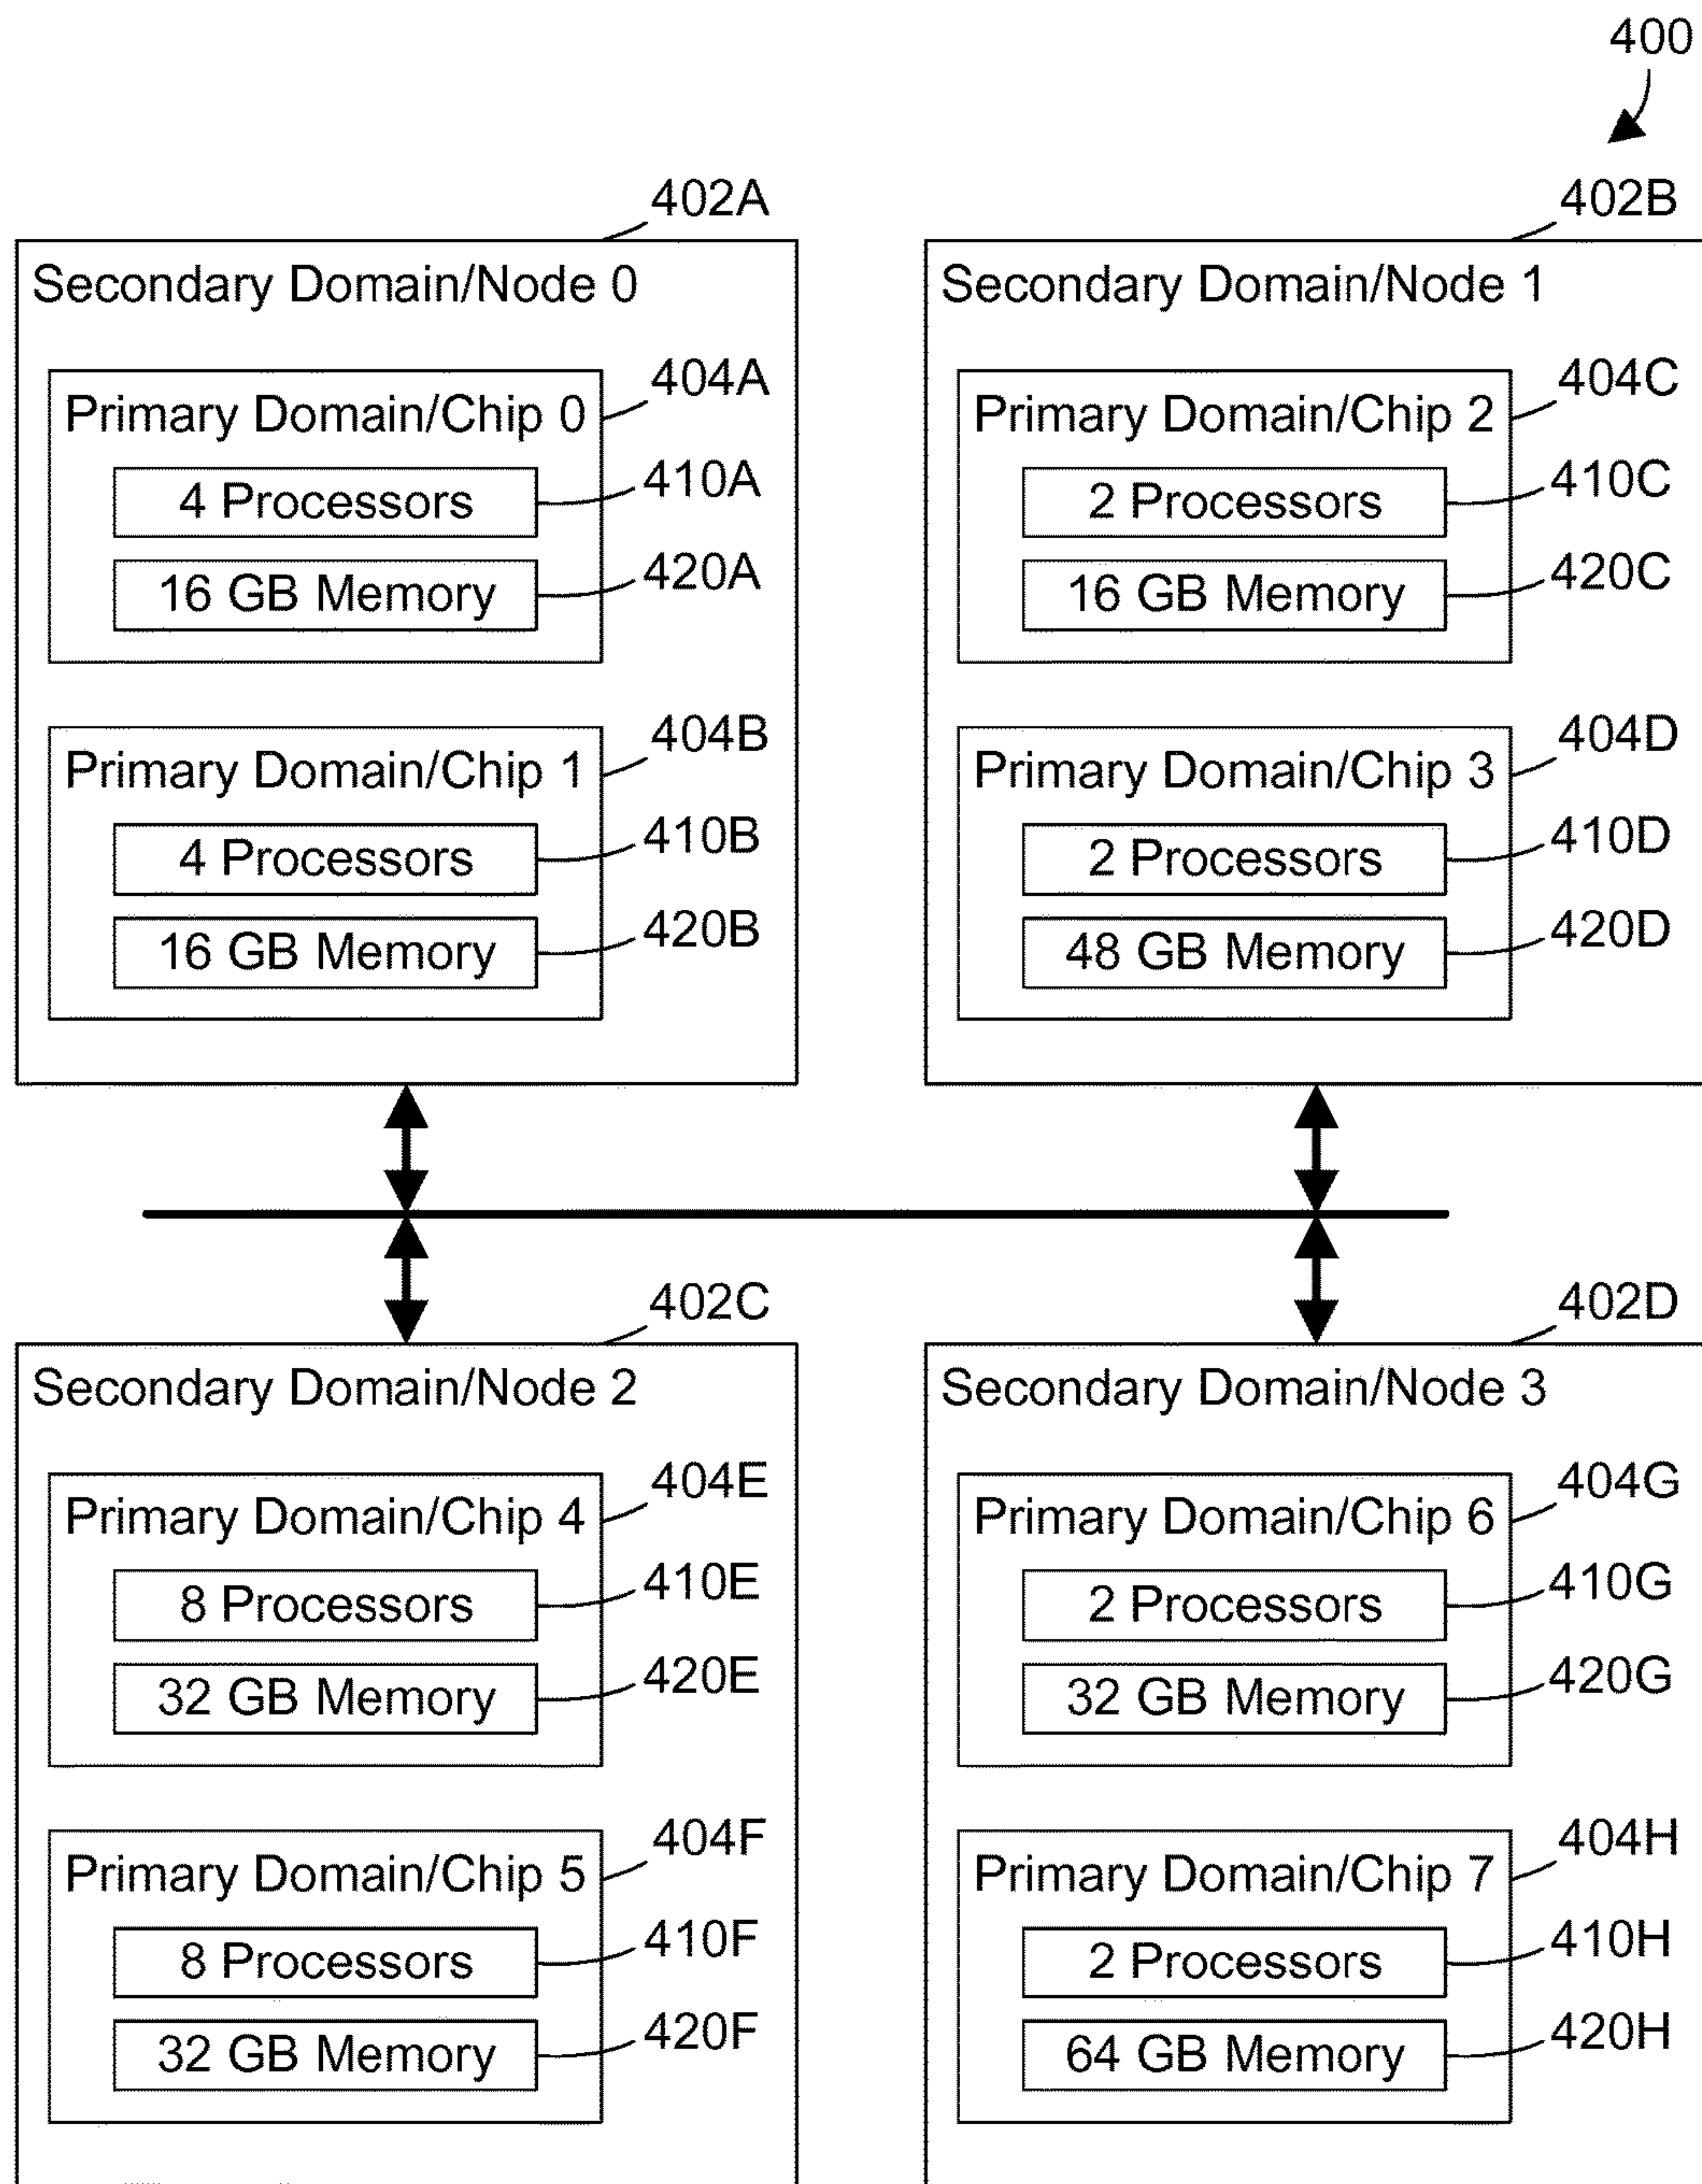 400
402A
402B
Secondary Domain/Node 0
404A
Primary Domain/Chip 0
4 Processors
410A
16 GB Memory
420A
404B
Primary Domain/Chip 1
4 Processors
410B
16 GB Memory
420B
Secondary Domain/Node 1
404C
Primary Domain/Chip 2
2 Processors
410C
16 GB Memory
420C
404D
Primary Domain/Chip 3
2 Processors
410D
48 GB Memory
420D
402C
402D
Secondary Domain/Node 2
404E
Primary Domain/Chip 4
8 Processors
410E
32 GB Memory
420E
404F
Primary Domain/Chip 5
8 Processors
410F
32 GB Memory
420F
Secondary Domain/Node 3
404G
Primary Domain/Chip 6
2 Processors
410G
32 GB Memory
420G
404H
Primary Domain/Chip 7
2 Processors
410H
64 GB Memory
420H